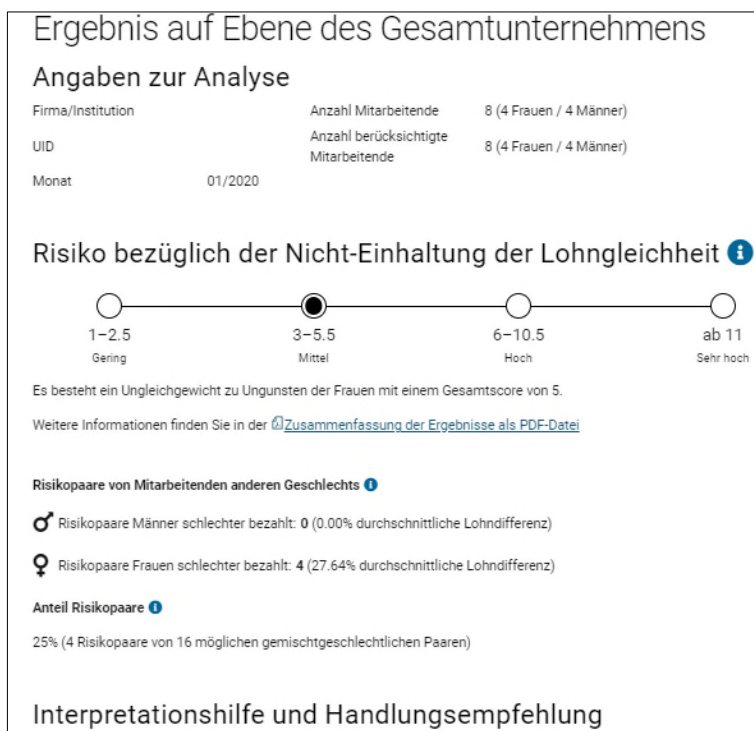 Ergebnis auf Ebene des Gesamtunternehmens
Angaben zur Analyse
Firma/Institution
Anzahl Mitarbeitende 8 (4 Frauen / 4 Männer)
UID
Anzahl berücksichtigte
Mitarbeitende 8 (4 Frauen / 4 Männer)
Monat 01/2020
Risiko bezüglich der Nicht-Einhaltung der Lohngleichheit i
1–2.5 3–5.5 6–10.5 ab 11
Gering Mittel Hoch Sehr hoch
Es besteht ein Ungleichgewicht zu Ungunsten der Frauen mit einem Gesamtscore von 5.
Weitere Informationen finden Sie in der Zusammenfassung der Ergebnisse als PDF-Datei
Risikopaare von Mitarbeitenden anderen Geschlechts i
♂ Risikopaare Männer schlechter bezahlt: 0 (0.00% durchschnittliche Lohndifferenz)
♀ Risikopaare Frauen schlechter bezahlt: 4 (27.64% durchschnittliche Lohndifferenz)
Anteil Risikopaare i
25% (4 Risikopaare von 16 möglichen gemischtgeschlechtlichen Paaren)
Interpretationshilfe und Handlungsempfehlung